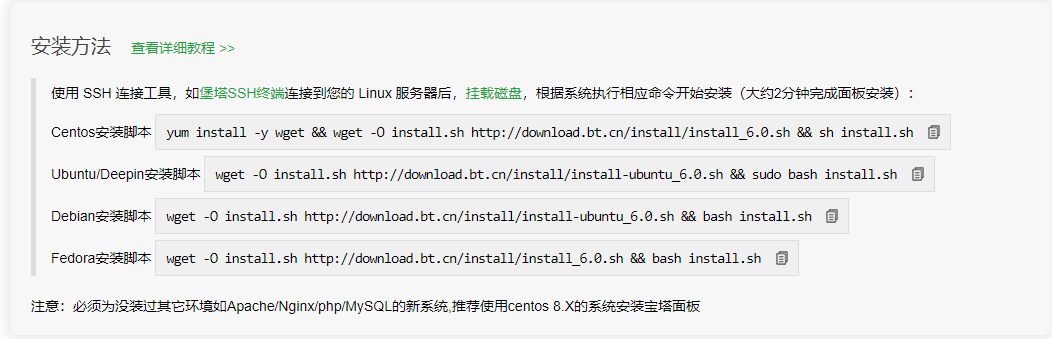 安装方法 查看详细教程 >>
使用 SSH 连接工具，如堡塔SSH终端连接到您的 Linux 服务器后，挂载磁盘，根据系统执行相应命令开始安装（大约2分钟完成面板安装）：
Centos安装脚本 yum install -y wget && wget -O install.sh http://download.bt.cn/install/install_6.0.sh && sh install.sh
Ubuntu/Deepin安装脚本 wget -O install.sh http://download.bt.cn/install/install-ubuntu_6.0.sh && sudo bash install.sh
Debian安装脚本 wget -O install.sh http://download.bt.cn/install/install-ubuntu_6.0.sh && bash install.sh
Fedora安装脚本 wget -O install.sh http://download.bt.cn/install/install_6.0.sh && bash install.sh
注意：必须为没装过其它环境如Apache/Nginx/php/MySQL的新系统,推荐使用centos 8.X的系统安装宝塔面板